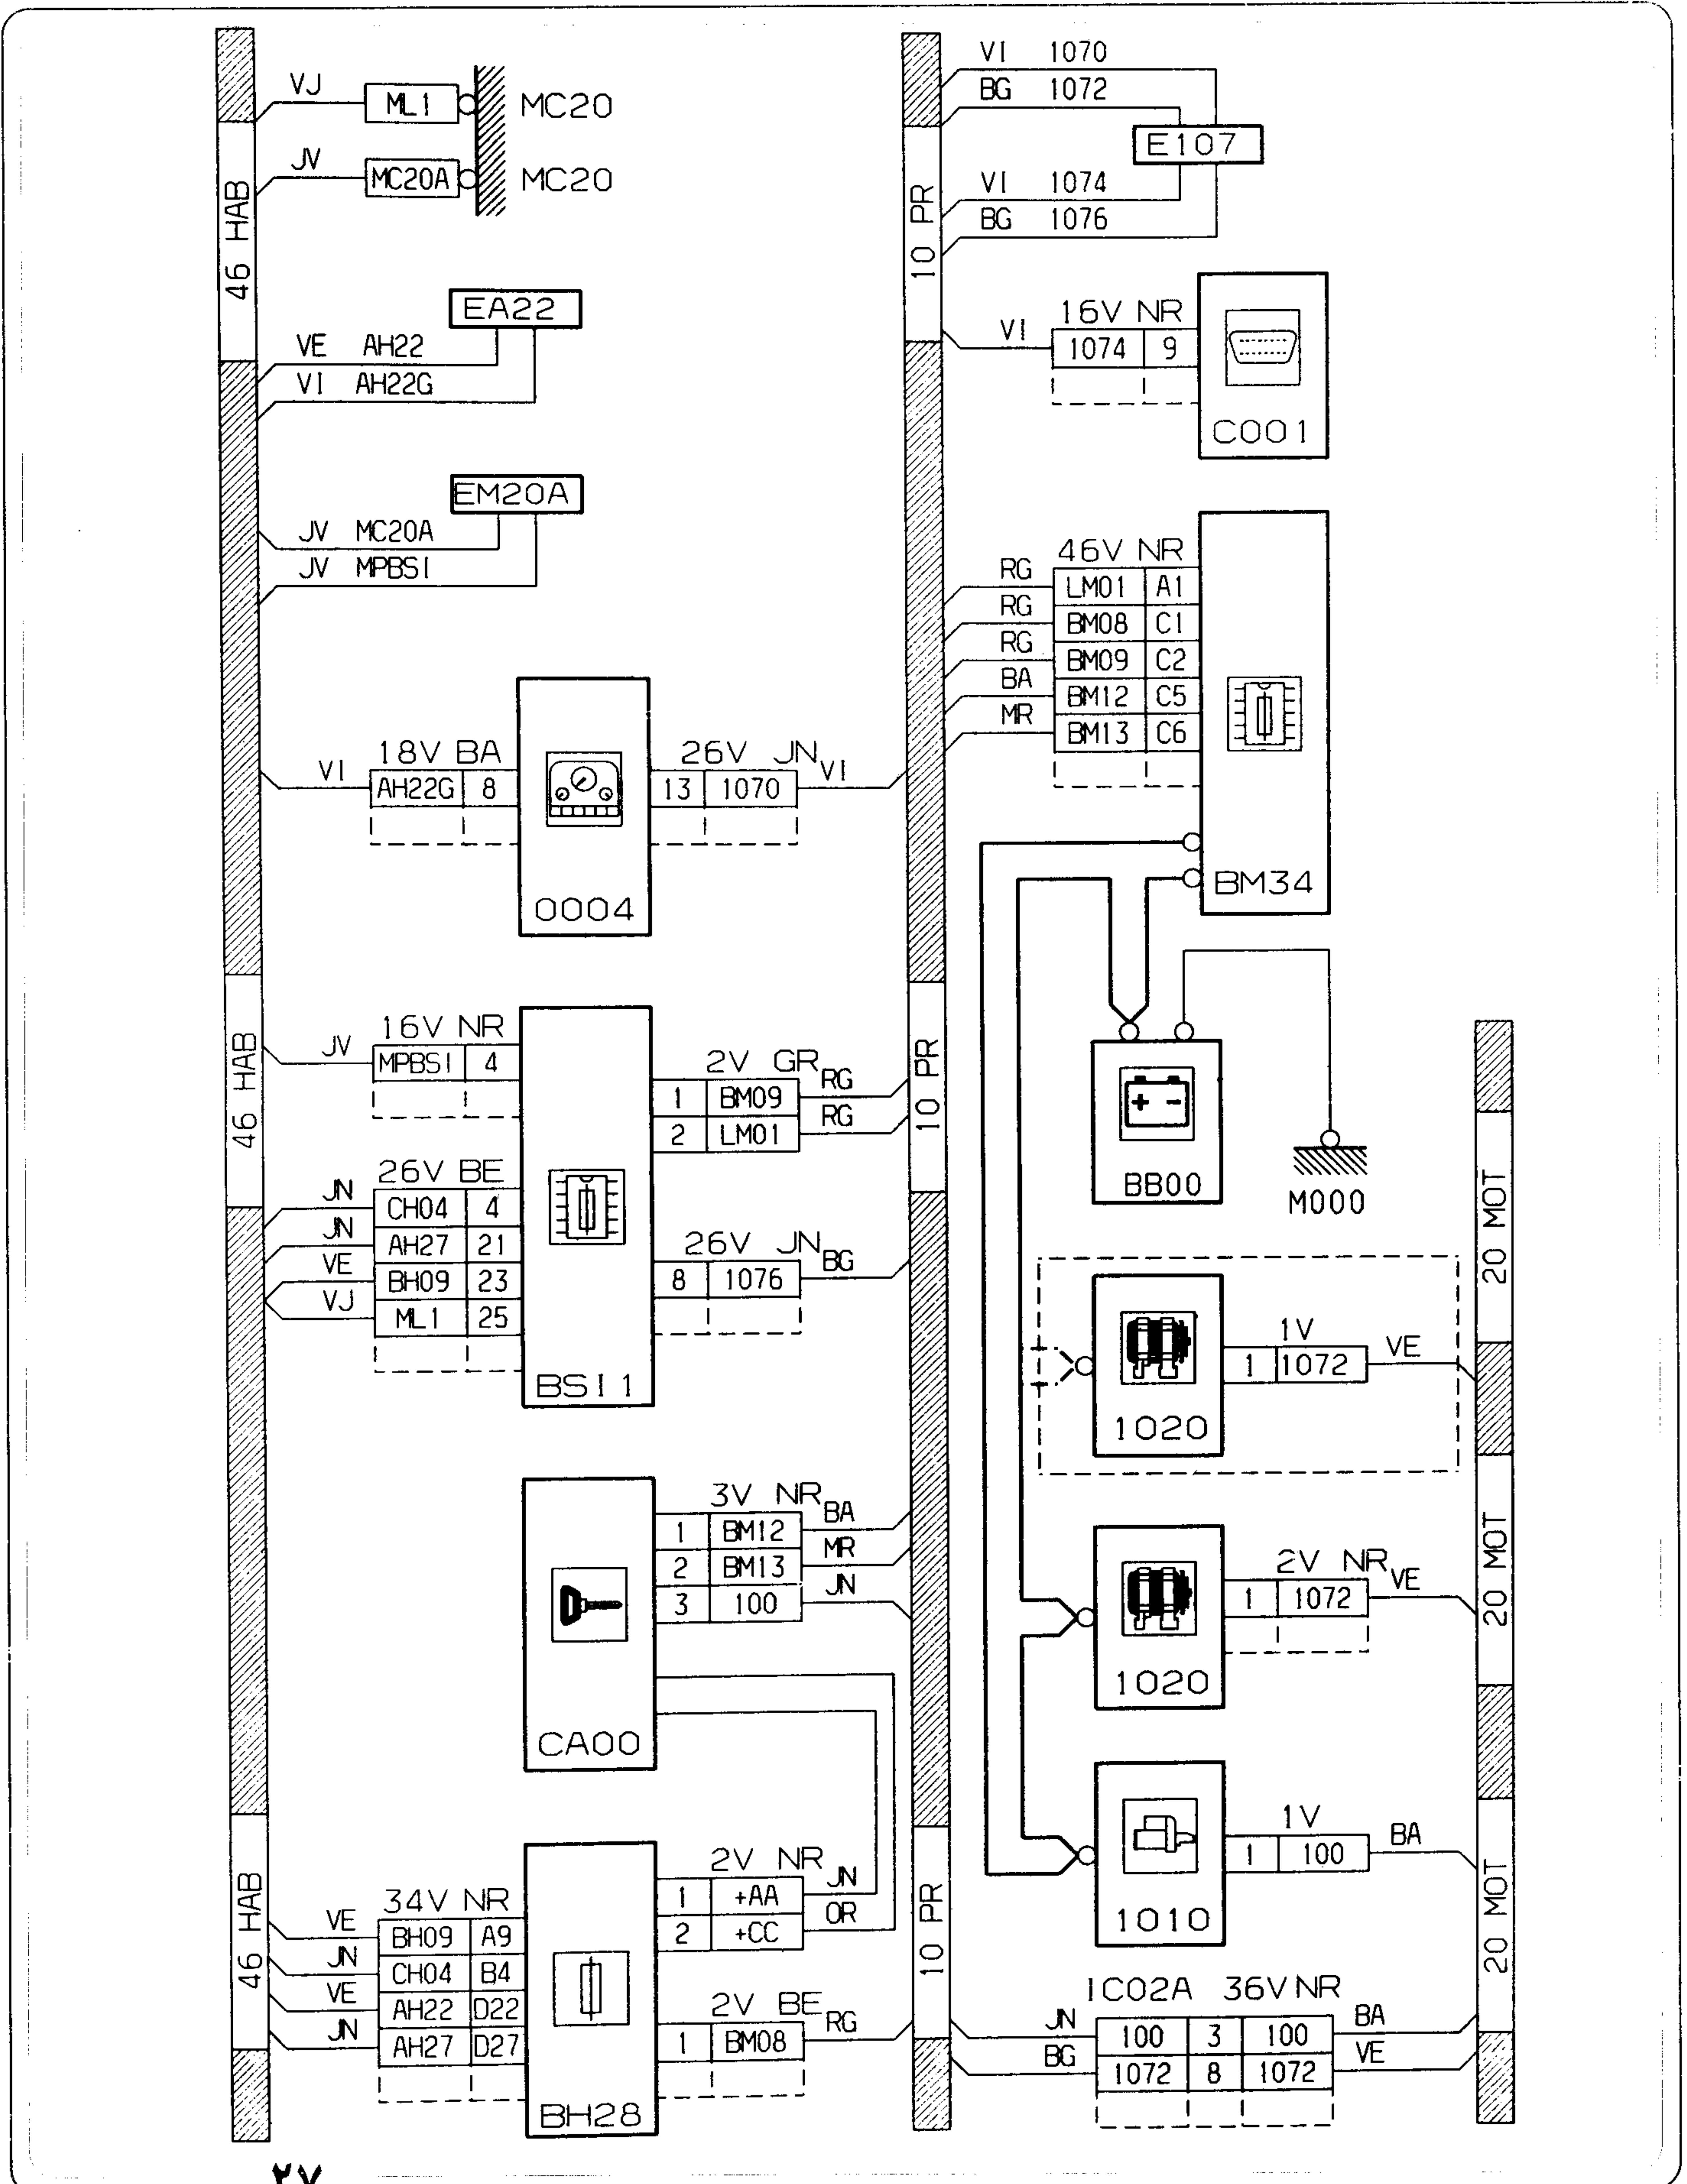 46 HAB
VJ ML1 MC20
JV MC20A MC20
EA22
VE AH22
VI AH22G
EM20A
JV MC20A
JV MPBSI
18V BA
VI AH22G 8
0004
26V JN
13 1070 VI
46 HAB
16V NR
JV MPBSI 4
26V BE
JN CH04 4
JN AH27 21
VE BH09 23
VJ ML1 25
BSI1
2V GR
1 BM09 RG
2 LM01 RG
26V JN
8 1076 BG
CA00
3V NR
1 BM12 BA
2 BM13 MR
3 100 JN
46 HAB
34V NR
VE BH09 A9
JN CH04 B4
VE AH22 D22
JN AH27 D27
BH28
2V NR
1 +AA JN
2 +CC OR
2V BE
1 BM08 RG
10 PR
VI 1070
BG 1072
E107
VI 1074
BG 1076
16V NR
VI 1074 9
C001
46V NR
RG LM01 A1
RG BM08 C1
RG BM09 C2
BA BM12 C5
MR BM13 C6
BM34
10 PR
+ -
BB00
M000
20 MOT
1020
1V
1 1072 VE
20 MOT
1020
2V NR
1 1072 VE
1010
1V
1 100 BA
10 PR
20 MOT
IC02A 36V NR
JN 100 3 100 BA
BG 1072 8 1072 VE
۲۷